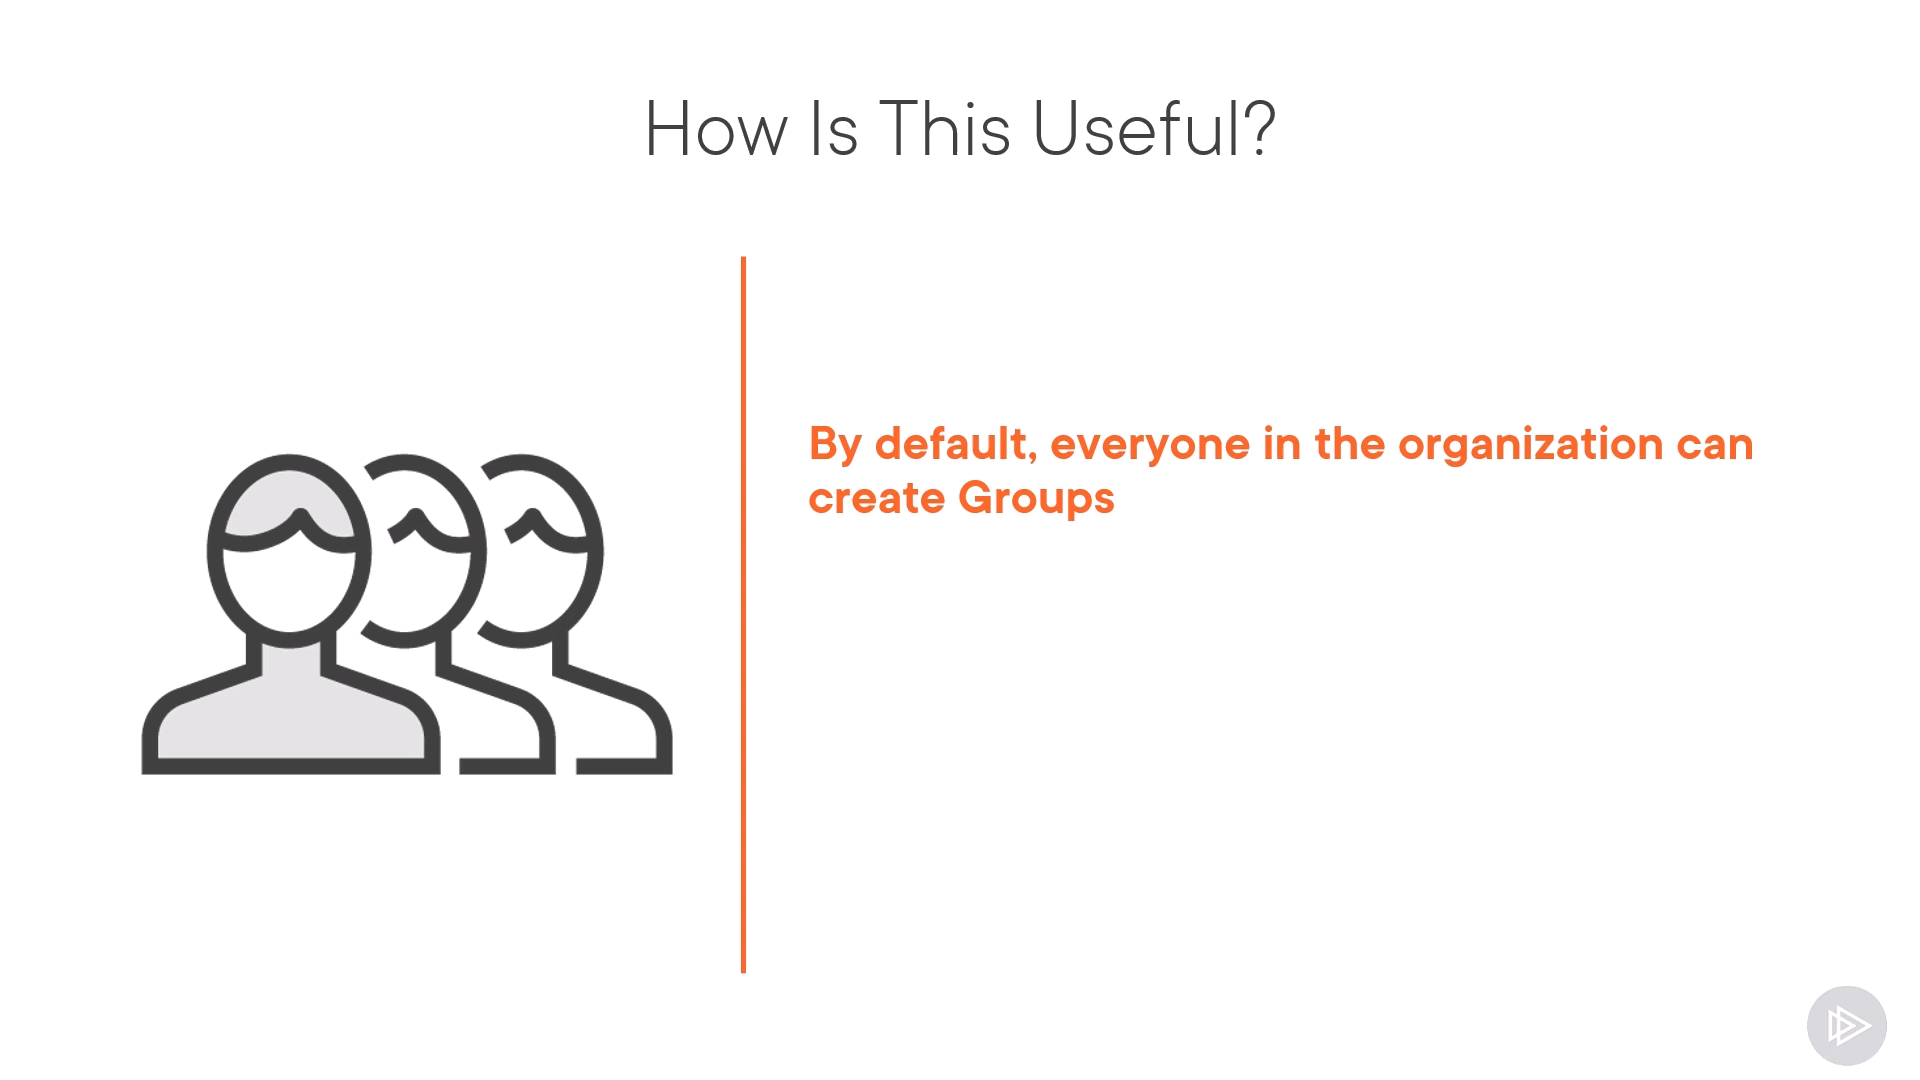 How Is This Useful?
By default, everyone in the organization can
create Groups